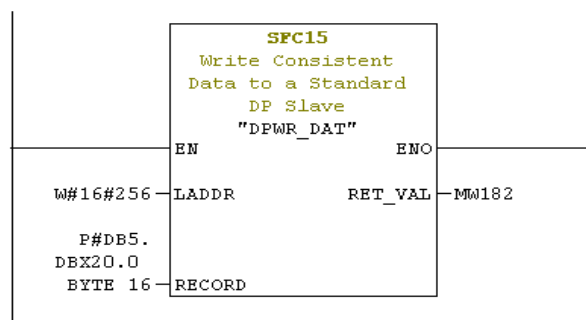 SFC15
Write Consistent
Data to a Standard
DP Slave
"DPWR_DAT"
EN ENO
W#16#256 LADDR RET_VAL MW182
P#DB5.
DBX20.0
BYTE 16 RECORD